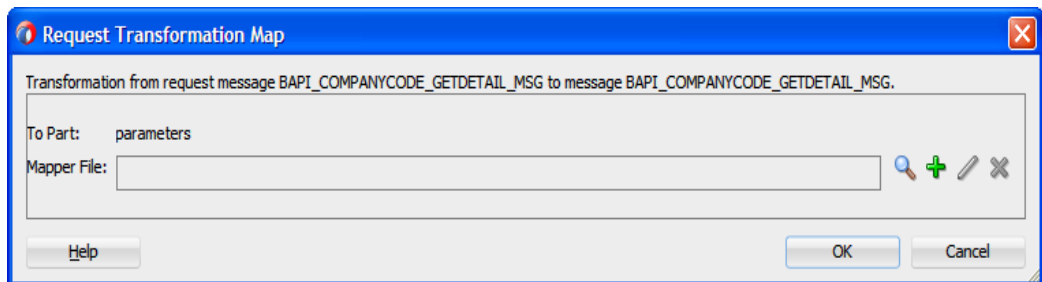 Request Transformation Map
Transformation from request message BAPI_COMPANYCODE_GETDETAIL_MSG to message BAPI_COMPANYCODE_GETDETAIL_MSG.
To Part: parameters
Mapper File:
Help OK Cancel